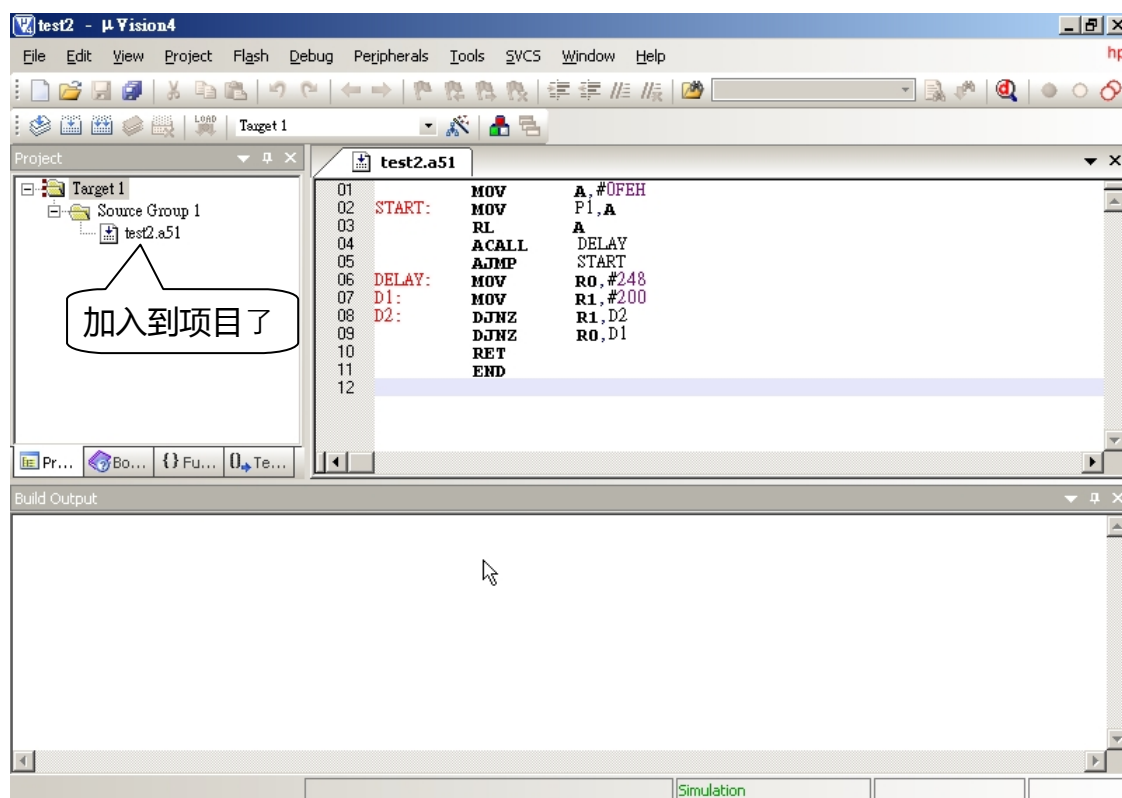 test2 - µVision4
File Edit View Project Flash Debug Peripherals Tools SVCS Window Help
LOAD Target 1
Project
Target 1
Source Group 1
test2.a51
加入到项目了
Pr... Bo... {} Fu... 0 Te...
test2.a51
01 MOV A,#0FEH
02 START: MOV P1,A
03 RL A
04 ACALL DELAY
05 AJMP START
06 DELAY: MOV R0,#248
07 D1: MOV R1,#200
08 D2: DJNZ R1,D2
09 DJNZ R0,D1
10 RET
11 END
12
Build Output
Simulation